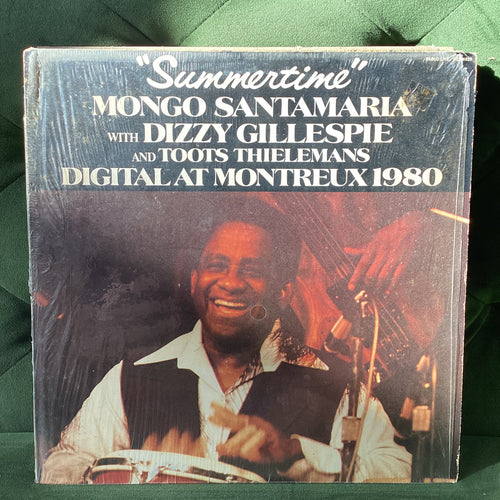 "Summertime"
MONGO SANTAMARIA
WITH DIZZY GILLESPIE
AND TOOTS THIELEMANS
DIGITAL AT MONTREUX 1980